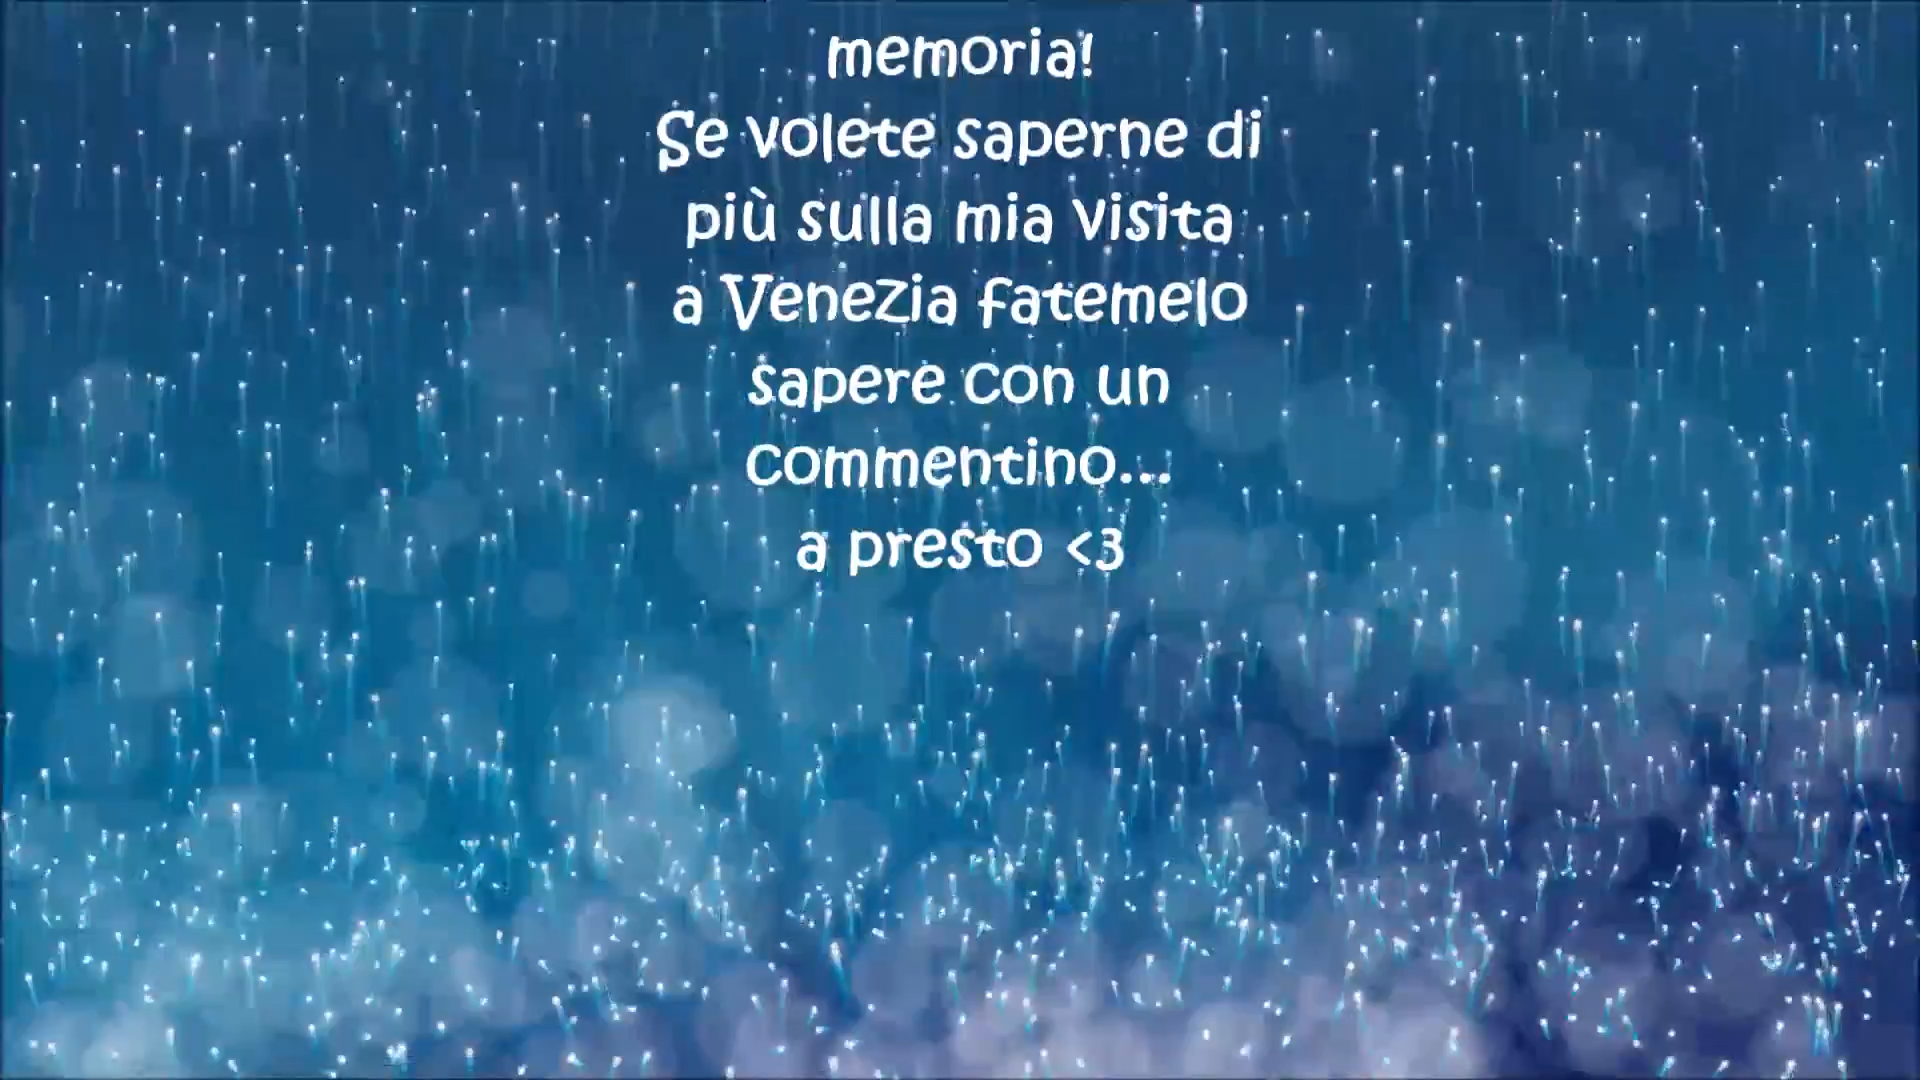 memoria!
Se volete saperne di
più sulla mia visita
a Venezia fatemelo
sapere con un
commentino...
a presto <3